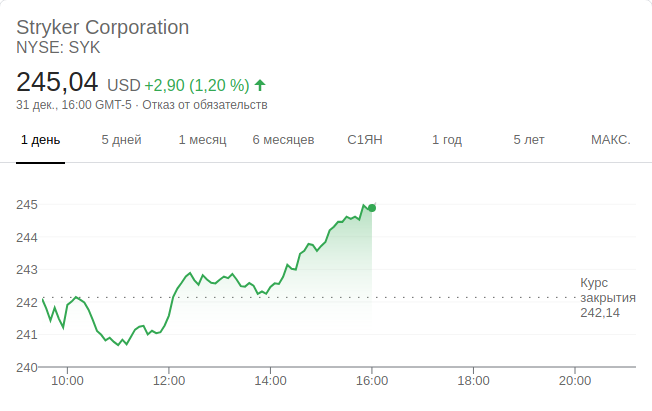 Stryker Corporation
NYSE: SYK
245,04 USD +2,90 (1,20 %)
31 дек., 16:00 GMT-5 · Отказ от обязательств
1 день 5 дней 1 месяц 6 месяцев С1ЯН 1 год 5 лет МАКС.
245
244
243
242
241
240
Курс
закрытия
242,14
10:00 12:00 14:00 16:00 18:00 20:00